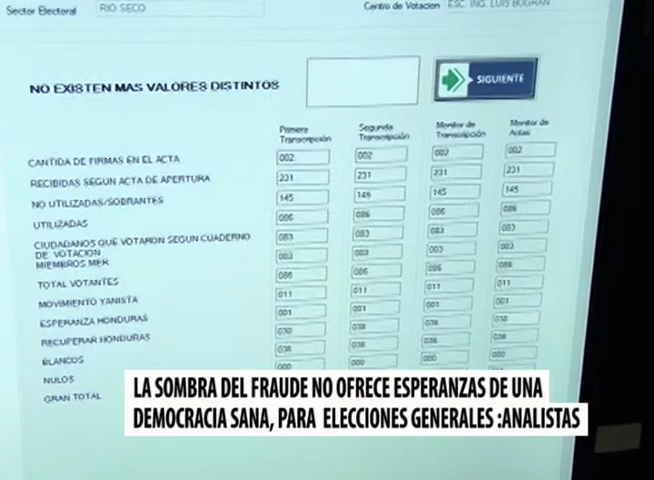 Sector Electoral RIO SECO Centro de Votacion ESC. ING. LUIS BOGRAN
NO EXISTEN MAS VALORES DISTINTOS SIGUIENTE
Primera Transcripción Segunda Transcripción Monitor de Transcripción Monitor de Actas
CANTIDA DE FIRMAS EN EL ACTA 002 002 002 002
RECIBIDAS SEGUN ACTA DE APERTURA 231 231 231 231
NO UTILIZADAS/SOBRANTES 145 145 145 145
UTILIZADAS 086 086 086 086
CIUDADANOS QUE VOTARON SEGUN CUADERNO 083 083 083 083
DE VOTACION
MIEMBROS MER 003 003 003 003
TOTAL VOTANTES 086 086 086 086
MOVIMIENTO YANISTA 011 011 011 011
ESPERANZA HONDURAS 001 001 001 001
RECUPERAR HONDURAS 038 038
BLANCOS
NULOS 000 000 000 000
GRAN TOTAL
LA SOMBRA DEL FRAUDE NO OFRECE ESPERANZAS DE UNA
DEMOCRACIA SANA, PARA ELECCIONES GENERALES :ANALISTAS